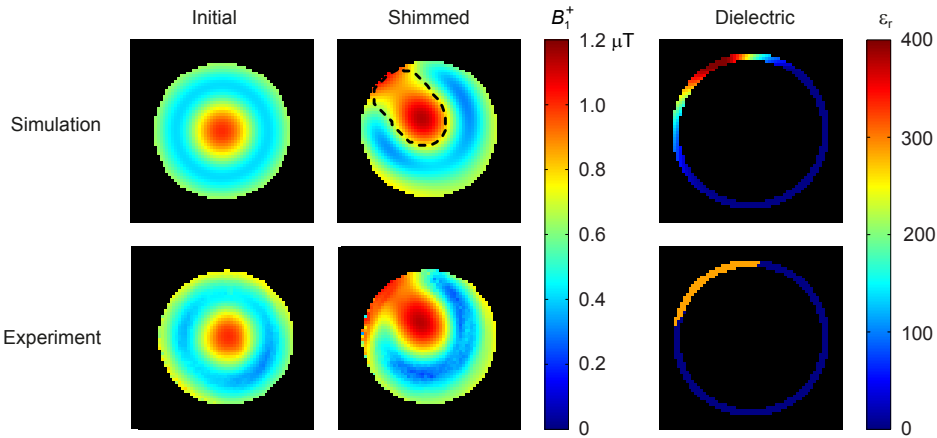 Initial Shimmed B₁⁺ Dielectric εᵣ
1.2 μT 400
Simulation
1.0
300
0.8
0.6 200
0.4
Experiment 100
0.2
0 0